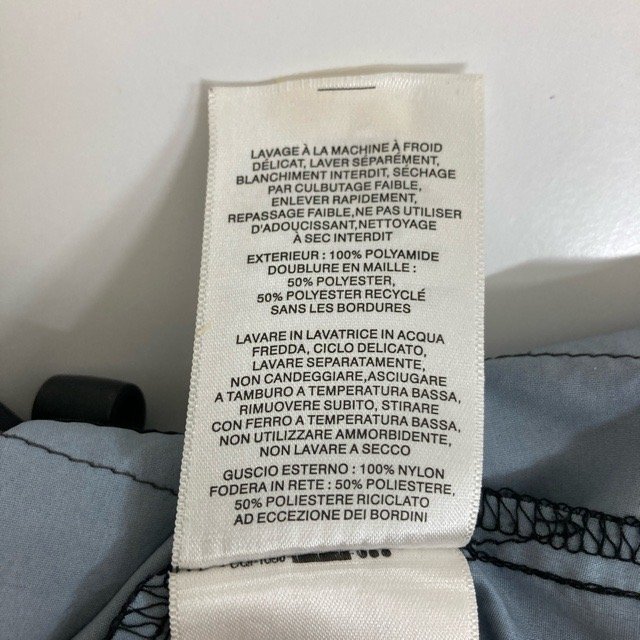 LAVAGE À LA MACHINE À FROID
DÉLICAT, LAVER SÉPARÉMENT,
BLANCHIMENT INTERDIT, SÉCHAGE
PAR CULBUTAGE FAIBLE,
ENLEVER RAPIDEMENT,
REPASSAGE FAIBLE,NE PAS UTILISER
D'ADOUCISSANT,NETTOYAGE
À SEC INTERDIT
EXTERIEUR : 100% POLYAMIDE
DOUBLURE EN MAILLE :
50% POLYESTER,
50% POLYESTER RECYCLÉ
SANS LES BORDURES
LAVARE IN LAVATRICE IN ACQUA
FREDDA, CICLO DELICATO,
LAVARE SEPARATAMENTE,
NON CANDEGGIARE,ASCIUGARE
A TAMBURO A TEMPERATURA BASSA,
RIMUOVERE SUBITO, STIRARE
CON FERRO A TEMPERATURA BASSA,
NON UTILIZZARE AMMORBIDENTE,
NON LAVARE A SECCO
GUSCIO ESTERNO : 100% NYLON
FODERA IN RETE : 50% POLIESTERE,
50% POLIESTERE RICICLATO
AD ECCEZIONE DEI BORDINI